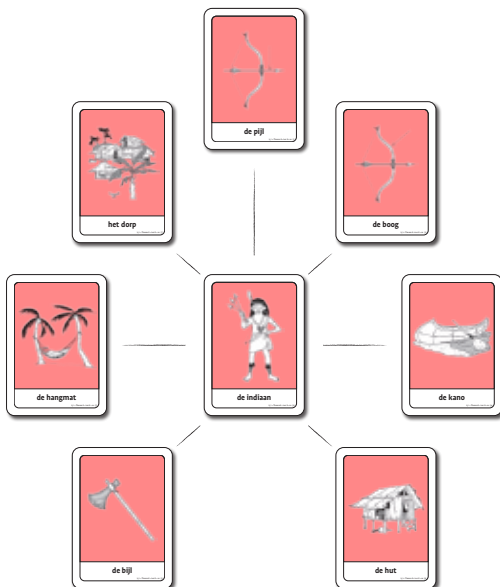 de pijl
het dorp
de boog
de hangmat
de indiaan
de kano
de bijl
de hut